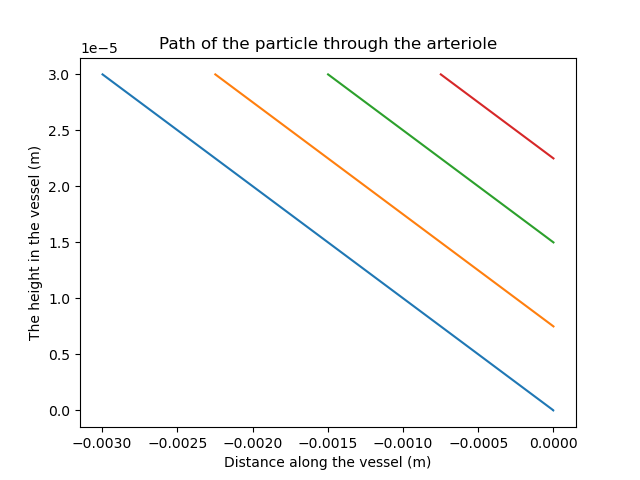 Path of the particle through the arteriole
1e−5
3.0
2.5
2.0
1.5
1.0
0.5
0.0
The height in the vessel (m)
−0.0030 −0.0025 −0.0020 −0.0015 −0.0010 −0.0005 0.0000
Distance along the vessel (m)